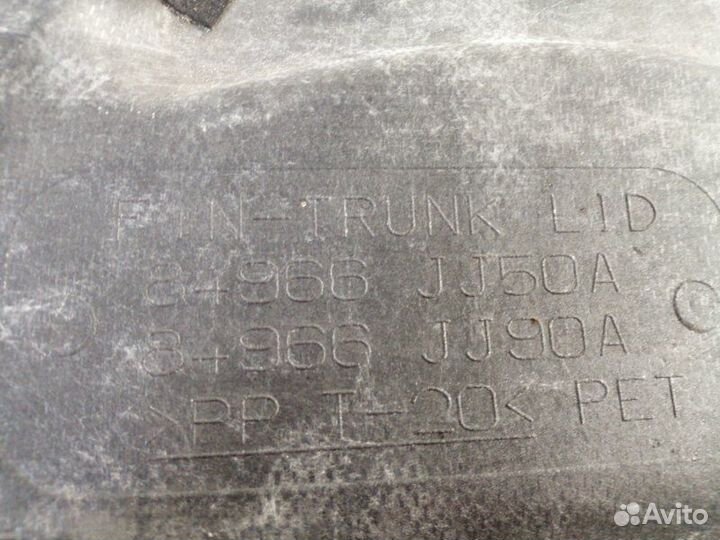 FIN-TRUNK LID
84966 JJ50A
84966 JJ90A
>PP T-20< PET
Avito